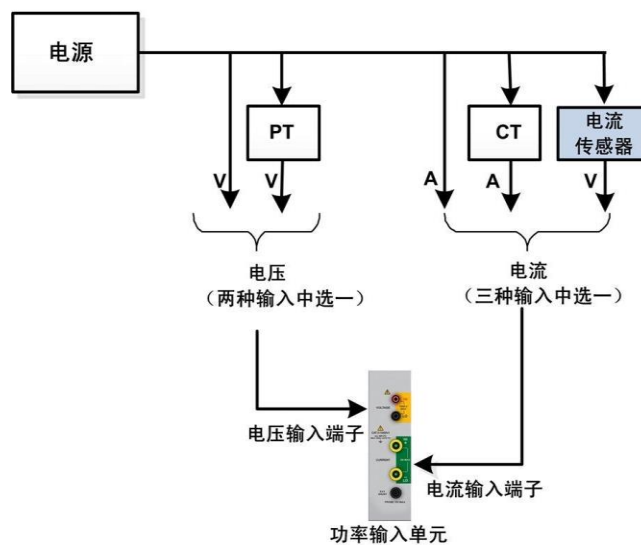 电源
PT
CT
电流
传感器
V
V
A
A
V
电压
（两种输入中选一）
电流
（三种输入中选一）
VOLTAGE
CURRENT
电压输入端子
电流输入端子
功率输入单元